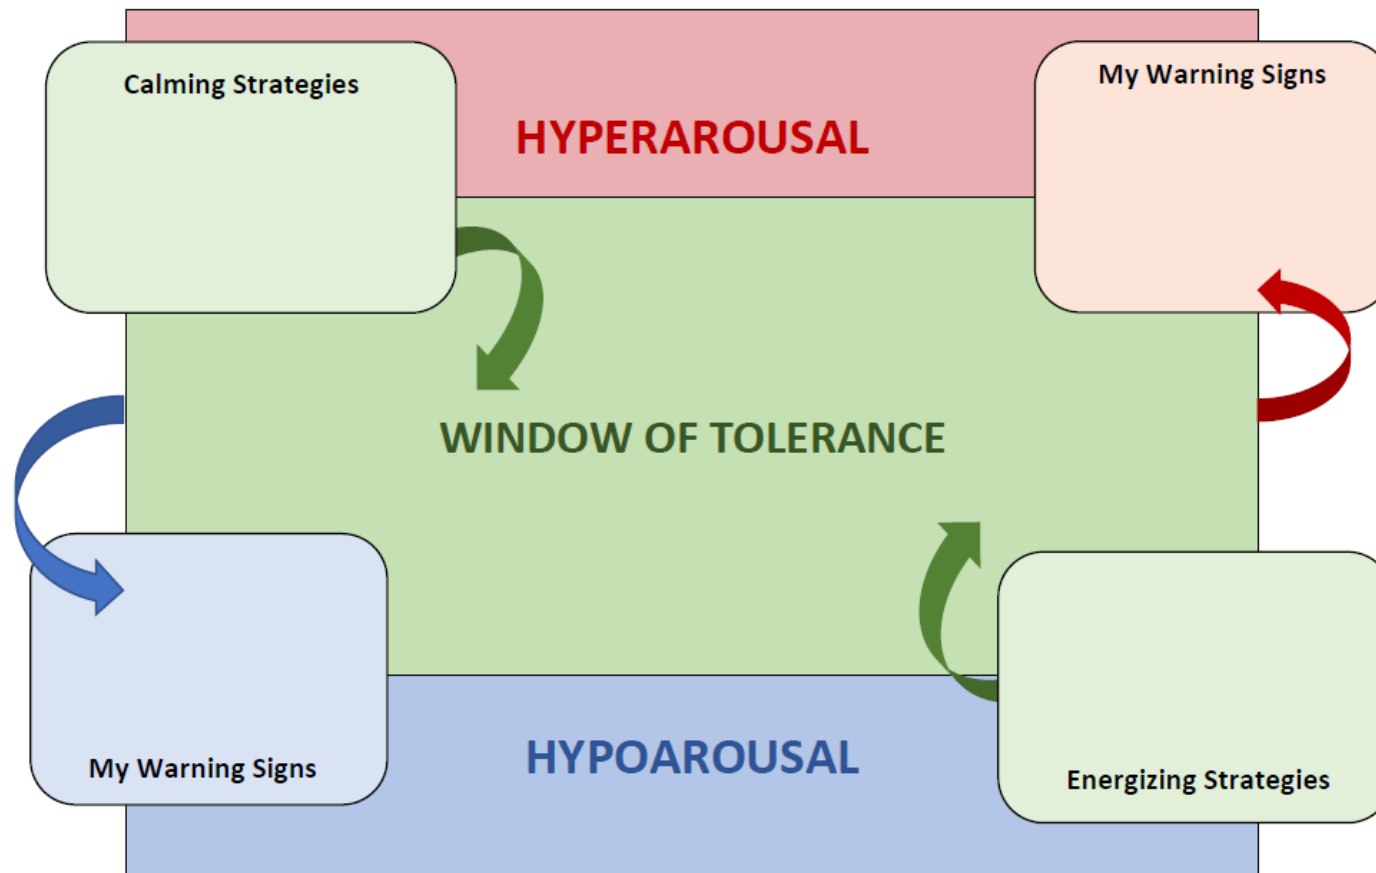 Calming Strategies
My Warning Signs
HYPERAROUSAL
WINDOW OF TOLERANCE
My Warning Signs
HYPOAROUSAL
Energizing Strategies